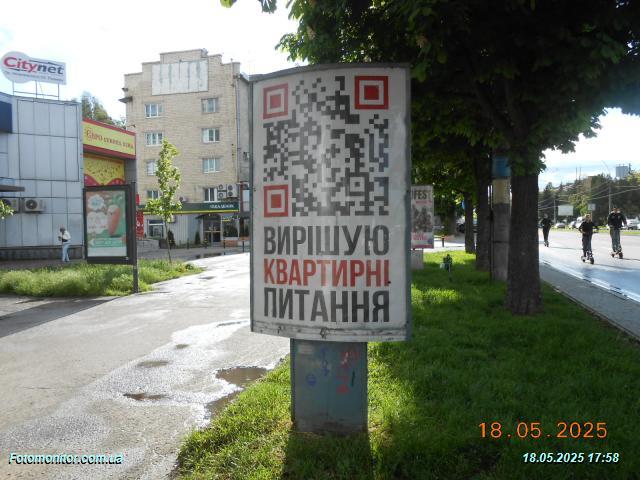 Citynet
ВИРІШУЮ
КВАРТИРНІ
ПИТАННЯ
18.05.2025
Fotomonitor.com.ua
18.05.2025 17:58